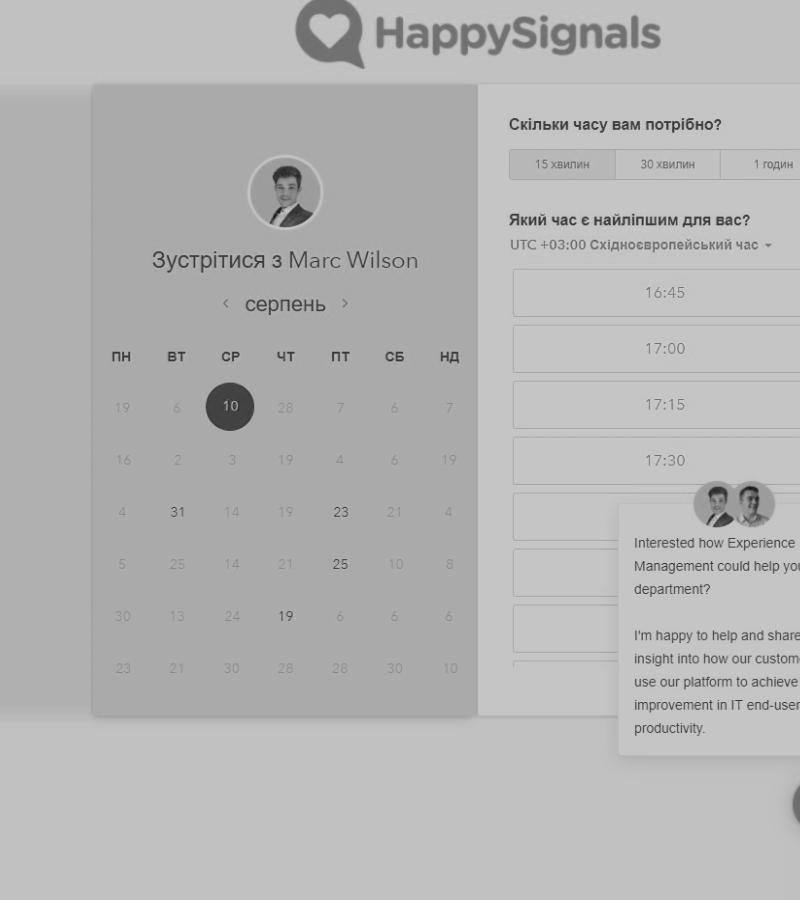 HappySignals
Скільки часу вам потрібно?
15 хвилин 30 хвилин 1 годин
Зустрітися з Marc Wilson
серпень
ПН ВТ СР ЧТ ПТ СБ НД
19 6 10 28 7 6 7
16 2 3 19 4 6 19
4 31 14 19 23 21 4
5 25 14 21 25 10 8
30 13 24 19 6 6 6
23 21 30 28 28 30 10
Який час є найліпшим для вас?
UTC +03:00 Східноєвропейський час
16:45
17:00
17:15
17:30
Interested how Experience
Management could help you
department?
I'm happy to help and share
insight into how our custome
use our platform to achieve
improvement in IT end-user
productivity.